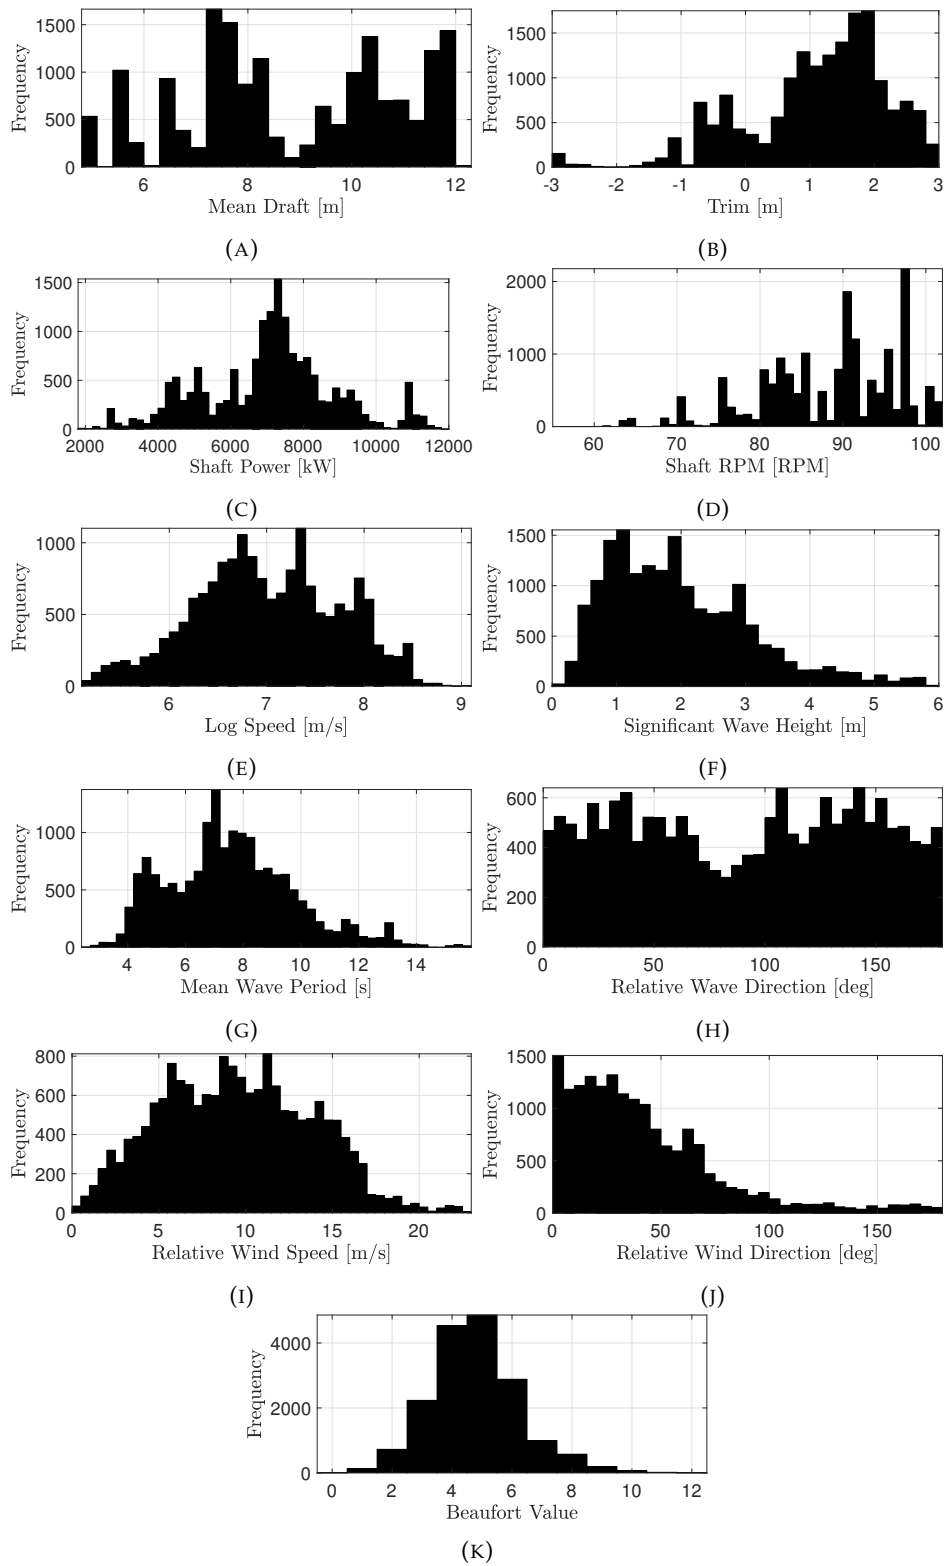 1500
1000
500
0
Frequency
6 8 10 12
Mean Draft [m]
(A)
1500
1000
500
0
Frequency
-3 -2 -1 0 1 2 3
Trim [m]
(B)
1500
1000
500
0
Frequency
2000 4000 6000 8000 10000 12000
Shaft Power [kW]
(C)
2000
1000
0
Frequency
60 70 80 90 100
Shaft RPM [RPM]
(D)
1000
500
0
Frequency
6 7 8 9
Log Speed [m/s]
(E)
1500
1000
500
0
Frequency
0 1 2 3 4 5 6
Significant Wave Height [m]
(F)
1000
500
0
Frequency
4 6 8 10 12 14
Mean Wave Period [s]
(G)
600
400
200
0
Frequency
0 50 100 150
Relative Wave Direction [deg]
(H)
800
600
400
200
0
Frequency
0 5 10 15 20
Relative Wind Speed [m/s]
(I)
1500
1000
500
0
Frequency
0 50 100 150
Relative Wind Direction [deg]
(J)
4000
2000
0
Frequency
0 2 4 6 8 10 12
Beaufort Value
(K)